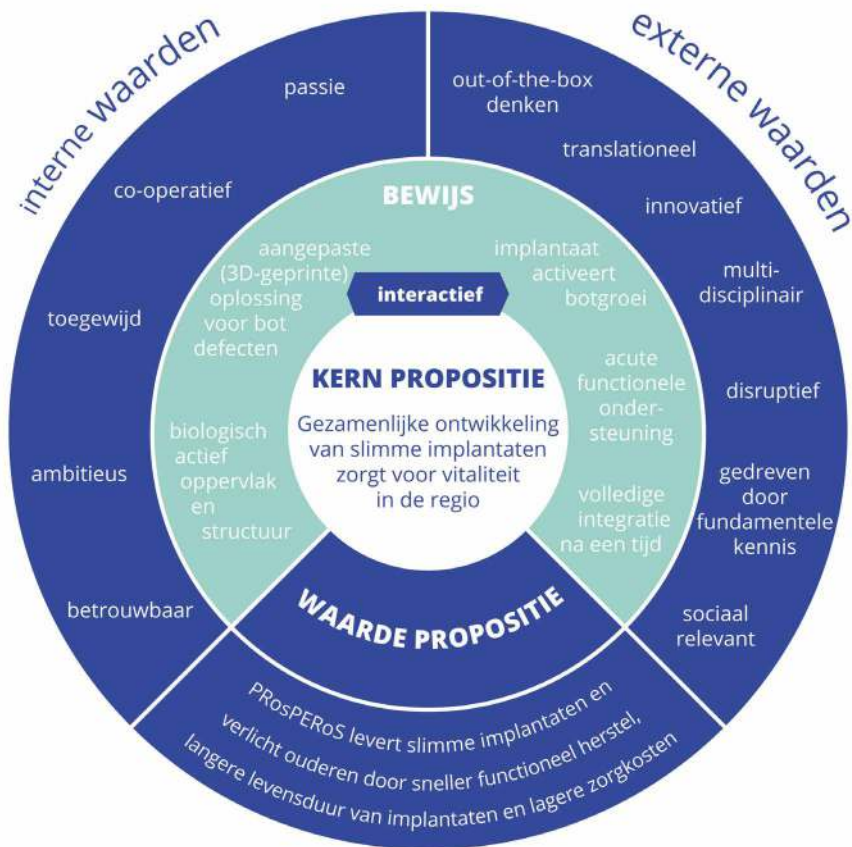 interne waarden
externe waarden
passie
co-operatief
toegewijd
ambitieus
betrouwbaar
out-of-the-box
denken
translationeel
innovatief
multi-
disciplinair
disruptief
gedreven
door
fundamentele
kennis
sociaal
relevant
BEWIJS
aangepaste
(3D-geprinte)
oplossing
voor bot
defecten
biologisch
actief
oppervlak
en
structuur
implantaat
activeert
botgroei
acute
functionele
onder-
steuning
volledige
integratie
na een tijd
interactief
KERN PROPOSITIE
Gezamenlijke ontwikkeling
van slimme implantaten
zorgt voor vitaliteit
in de regio
WAARDE PROPOSITIE
PRosPERoS levert slimme implantaten en
verlicht ouderen door sneller functioneel herstel,
langere levensduur van implantaten en lagere zorgkosten